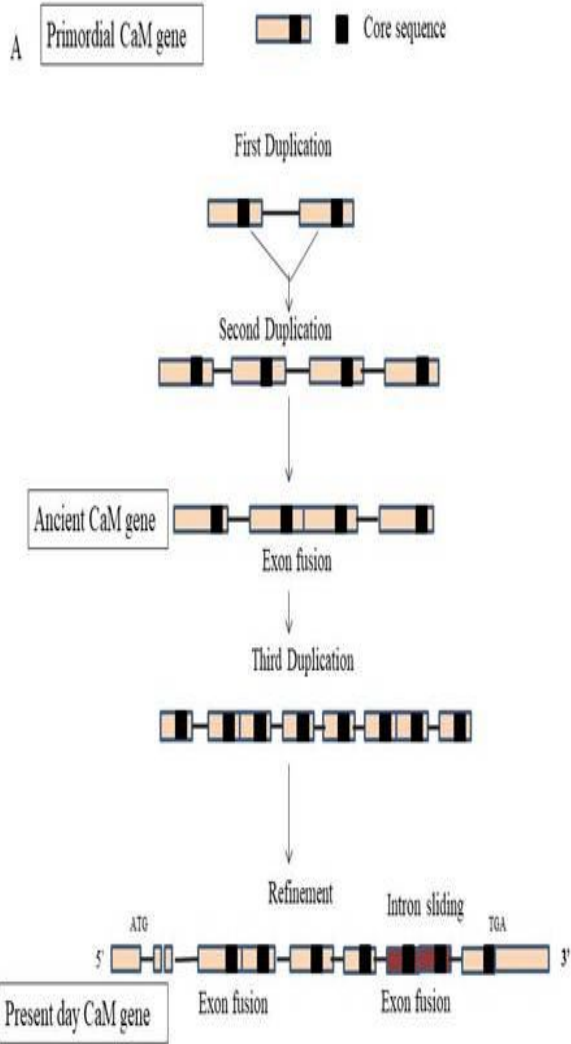 A
Primordial CaM gene
Core sequence
First Duplication
Second Duplication
Ancient CaM gene
Exon fusion
Third Duplication
Refinement
Intron sliding
ATG
TGA
5'
3'
Exon fusion
Exon fusion
Present day CaM gene